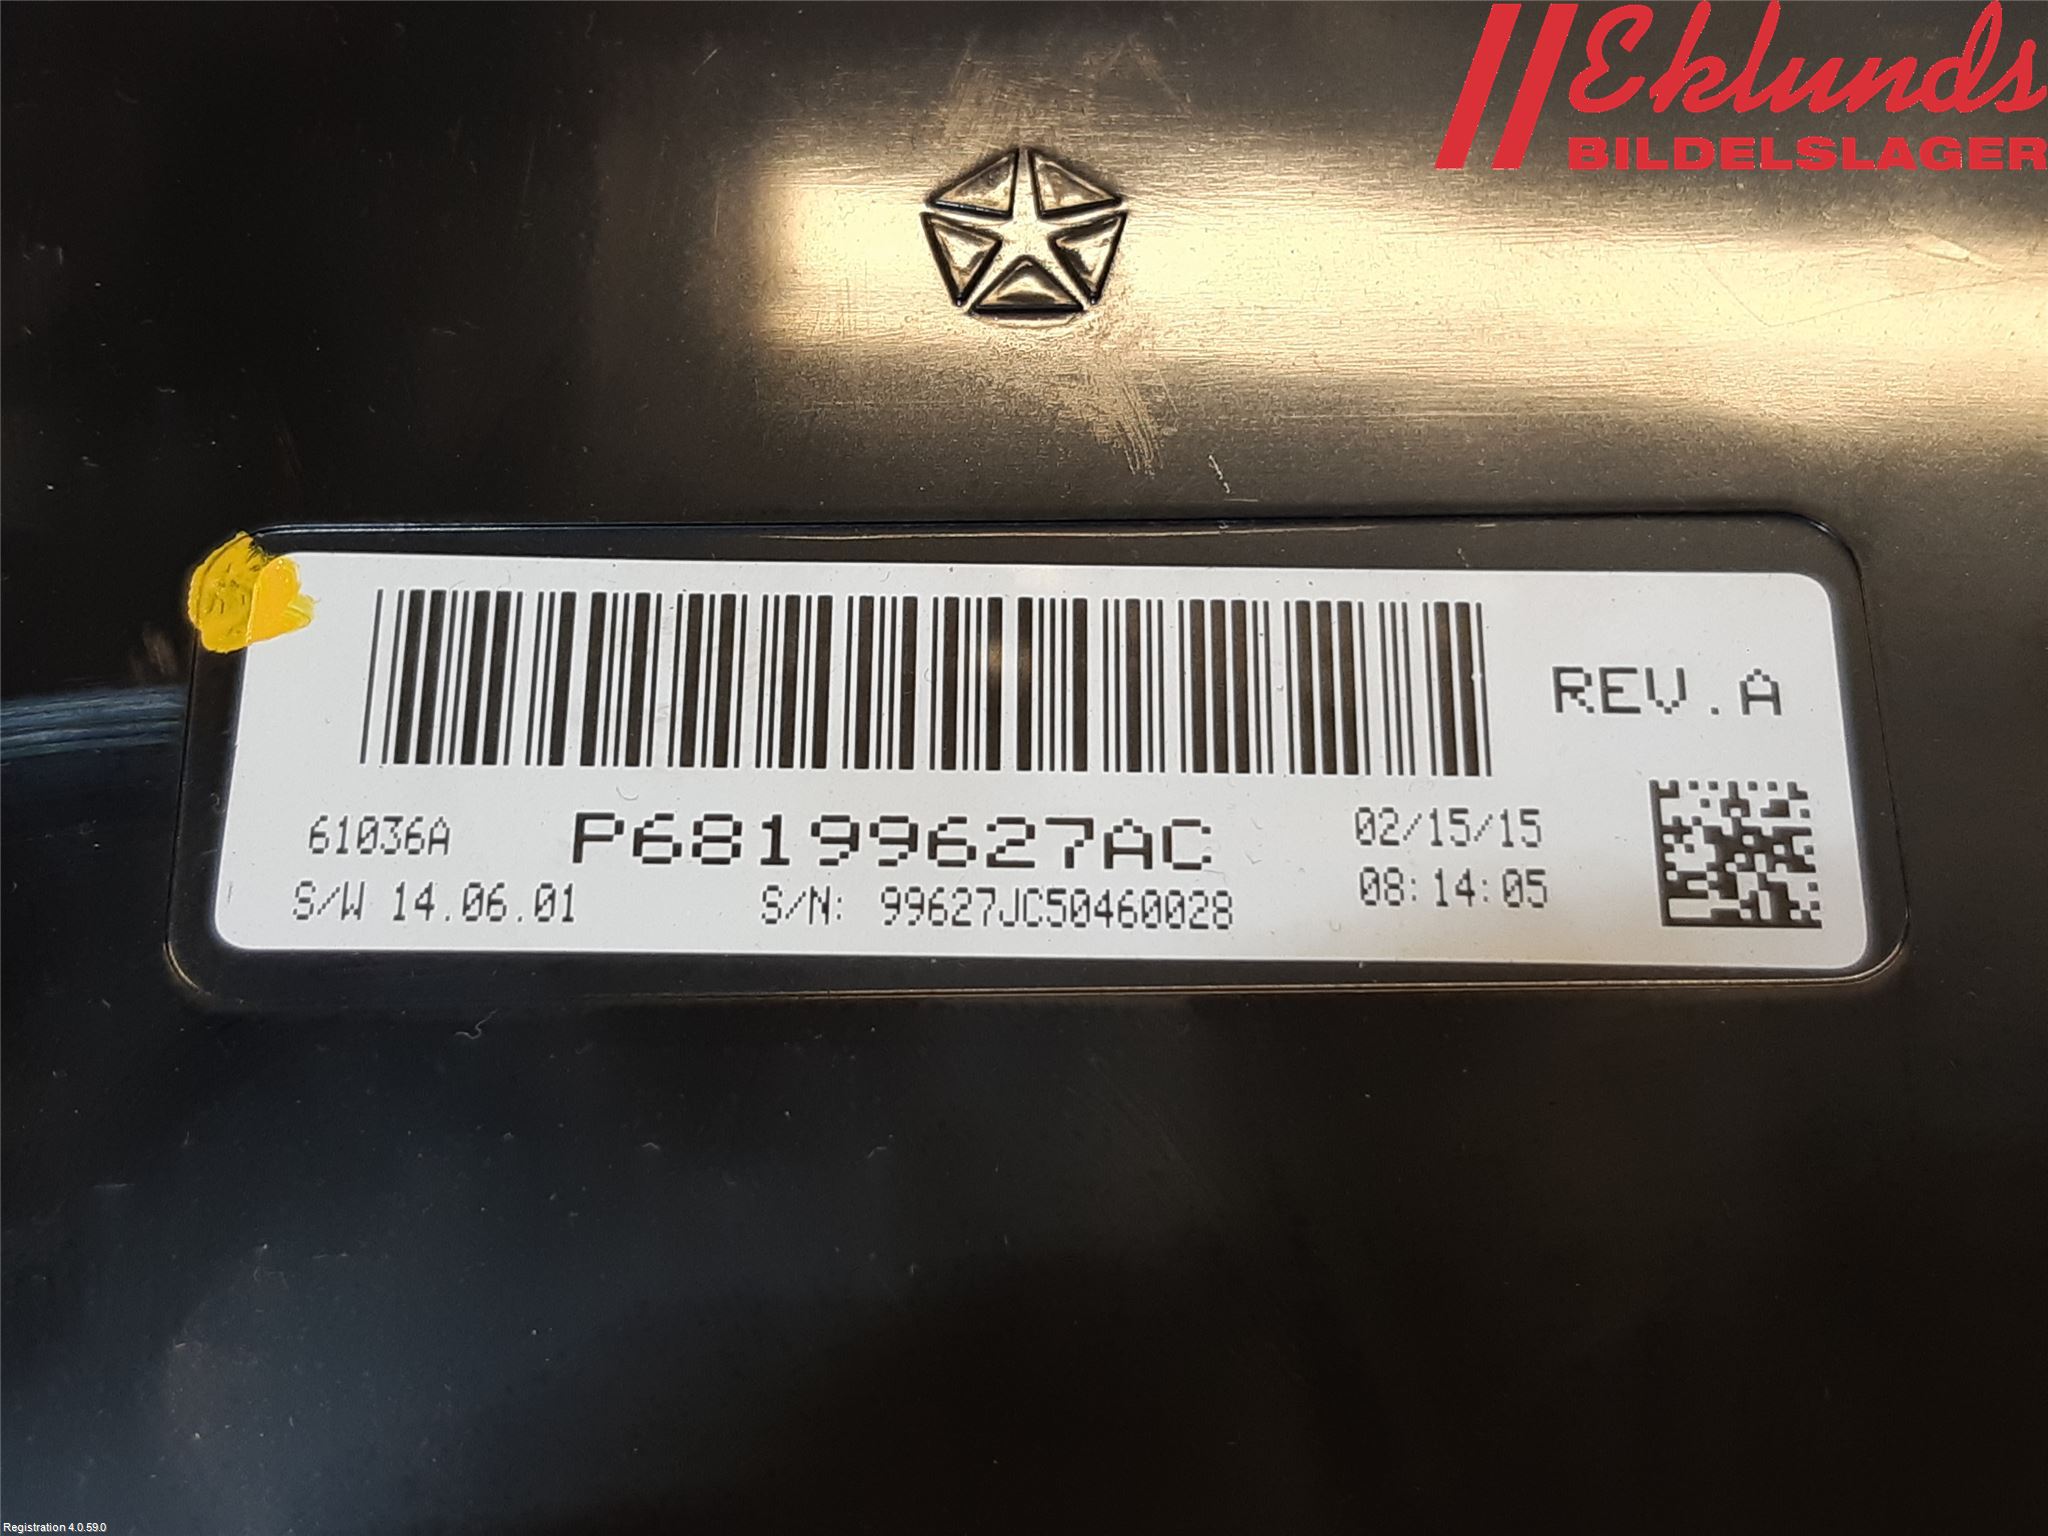 Eklunds
BILDELSLAGER
REV.A
61036A
P68199627AC
02/15/15
S/W 14.06.01
S/N: 99627JC50460028
08:14:05
Registration 4.0.59.0